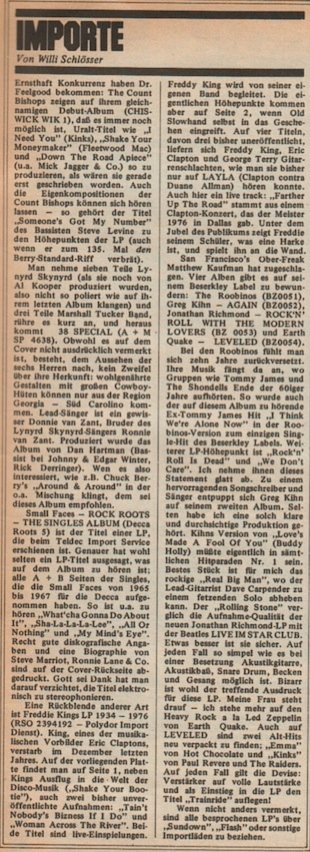 IMPORTE
Von Willi Schlösser
Ernsthaft Konkurrenz haben Dr.
Feelgood bekommen: The Count
Bishops zeigen auf ihrem gleich-
namigen Debut-Album (CHIS-
WICK WIK 1), daß es immer noch
möglich ist, Uralt-Titel wie „I
Need You" (Kinks), „Shake Your
Moneymaker" (Fleetwood Mac)
und „Down The Road Apiece"
(u.a. Mick Jagger & Co.) so zu
produzieren, als wären sie gerade
erst geschrieben worden. Auch
die Eigenkompositionen der
Count Bishops können sich hören
lassen – so gehört der Titel
„Someone's Got My Number"
des Bassisten Steve Levine zu
den Höhepunkten der LP (auch
wenn er zum 135. Mal den
Berry-Standard-Riff verbrät).
Man nehme sieben Teile Ly-
nyrd Skynyrd (als sie noch von
Al Kooper produziert wurden,
also nicht so poliert wie auf ih-
rem letzten Album klangen) und
drei Teile Marshall Tucker Band,
rühre es kurz an, und heraus
kommt 38 SPECIAL (A + M
SP 4638). Obwohl es auf dem
Cover nicht ausdrücklich vermerkt
ist, besteht, dem Aussehen der
sechs Herren nach, kein Zweifel
über ihre Herkunft: wohlgenährte
Gestalten mit großen Cowboy-
Hüten können nur aus der Region
Georgia – Süd Carolino kom-
men. Lead-Sänger ist ein gewis-
ser Donnie van Zant, Bruder des
Lynyrd Skynyrd-Sängers Ronnie
van Zant. Produziert wurde das
Album von Dan Hartman (Bas-
sist bei Johnny & Edgar Winter,
Rick Derringer). Wen es also
interessiert, wie z.B. Chuck Ber-
ry's „Around & Around" in der
o.a. Mischung klingt, dem sei
dieses Album empfohlen.
Small Faces – ROCK ROOTS
– THE SINGLES ALBUM (Decca
Roots 5) ist der Titel einer LP,
die beim Teldec Import Service
erschienen ist. Genauer hat wohl
selten ein LP-Titel ausgesagt, was
auf dem Album zu hören ist:
alle A + B Seiten der Singles,
die die Small Faces von 1965
bis 1967 für die Decca aufge-
nommen haben. So ist u.a. zu
hören „What'cha Gonna Do About
It", „Sha-La-La-La-Lee", „All Or
Nothing" und „My Mind's Eye".
Recht gute diskografische Anga-
ben und eine Biographie von
Steve Marriot, Ronnie Lane & Co.
sind auf der Cover-Rückseite ab-
gedruckt. Gott sei Dank hat man
darauf verzichtet, die Titel elektro-
nisch zu stereophonieren.
Eine Rückblende anderer Art
ist Freddie Kings LP 1934 – 1976
(RSO 2394192 – Polydor Import
Dienst). King, eines der musika-
lischen Vorbilder Eric Claptons,
verstarb im Dezember letzten
Jahres. Auf der vorliegenden Plat-
te findet man auf Seite 1, neben
Kings Ausflug in die Welt der
Disco-Musik („Shake Your Boo-
tie"), auch zwei bisher unver-
öffentlichte Aufnahmen: „Tain't
Nobody's Bizness If I Do" und
„Woman Across The River". Bei-
de Titel sind live-Einspielungen.
Freddy King wird von seiner ei-
genen Band begleitet. Die ei-
gentlichen Höhepunkte kommen
aber auf Seite 2, wenn Old
Slowhand selbst in das Gesche-
hen eingreift. Auf vier Titeln,
davon drei bisher unveröffentlicht,
liefern sich Freddy King, Eric
Clapton und George Terry Gitar-
renschlachten, wie man sie bisher
nur auf LAYLA (Clapton contra
Duane Allman) hören konnte.
Auch hier ein live track: „Farther
Up The Road" stammt aus einem
Clapton-Konzert, das der Meister
1976 in Dallas gab. Unter dem
Jubel des Publikums zeigt Freddie
seinem Schüler, was eine Harke
ist, und spielt ihn an die Wand.
San Francisco's Ober-Freak
Matthew Kaufman hat zugeschla-
gen. Vier Alben gibt es auf sei-
nem Beserkley Label zu bewun-
dern: The Roobinos (BZ0051),
Greg Kihn – AGAIN (BZ0052),
Jonathan Richmond – ROCK'N'
ROLL WITH THE MODERN
LOVERS (BZ 0053) und Earth
Quake – LEVELED (BZ0054).
Bei den Roobinos fühlt man
sich zehn Jahre zurückversetzt.
Ihre Musik fängt da an, wo
Gruppen wie Tommy James und
The Shondells Ende der 60iger
Jahre aufhörten. So wurde auch
der auf diesem Album zu hörende
Ex-Tommy James Hit „I Think
We're Alone Now" in der Roo-
binos-Version zum einzigen Sing-
le-Hit des Beserkley Labels. Wei-
terer LP-Höhepunkt ist „Rock'n'
Roll Is Dead" und „We Don't
Care". Ich nehme ihnen dieses
Statement glatt ab. Zu einem
hervorragenden Songschreiber und
Sänger entpuppt sich Greg Kihn
auf seinem zweiten Album. Sel-
ten habe ich eine solch klare
und durchsichtige Produktion ge-
hört. Kihns Version von „Love's
Made A Fool Of You" (Buddy
Holly) müßte eigentlich in sämt-
lichen Hitparaden Nr. 1 sein.
Bestes Stück ist für mich das
rockige „Real Big Man", wo der
Lead-Gitarrist Dave Carpender zu
einem fetzenden Solo abheben
kann. Der „Rolling Stone" verg-
lich die Aufnahme-Qualität der
neuen Jonathan Richmond-LP mit
der Beatles LIVE IM STAR CLUB.
Etwas besser ist sie sicher. Auf
jeden Fall so simpel wie es bei
einer Besetzung Akustikgitarre,
Akustikbaß, Snare Drum, Becken
und Gesang möglich ist. Bizarr
ist wohl der treffende Ausdruck
für diese LP. Meine Frau steht
drauf – ich stehe mehr auf den
Heavy Rock a la Led Zeppelin
von Earth Quake. Auch auf
LEVELED sind zwei Alt-Hits
neu verpackt zu finden; „Emma"
von Hot Chocolate und „Kinks"
von Paul Revere und The Raiders.
Auf jeden Fall gilt die Devise:
Verstärker auf volle Lautstärke
und als Einstieg in die LP den
Titel „Trainride" auflegen!
Wenn nicht anders vermerkt,
sind alle besprochenen LP's über
„Sundown", „Flash" oder sonstige
Importläden zu beziehen.